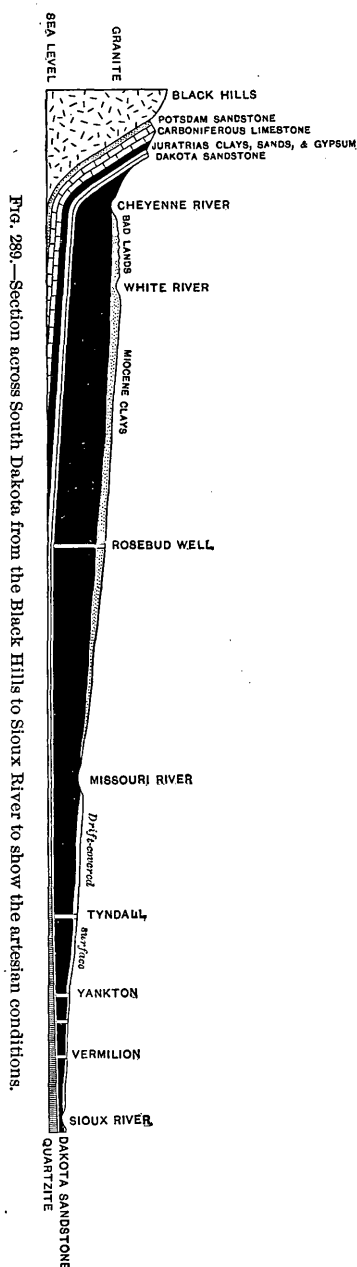 SEA LEVEL
GRANITE
BLACK HILLS
POTSDAM SANDSTONE
CARBONIFEROUS LIMESTONE
JURATRIAS CLAYS, SANDS, & GYPSUM
DAKOTA SANDSTONE
CHEYENNE RIVER
BAD LANDS
WHITE RIVER
MIOCENE CLAYS
ROSEBUD WELL
MISSOURI RIVER
Drift-covered
surface
TYNDALL
YANKTON
VERMILION
SIOUX RIVER
DAKOTA SANDSTONE
QUARTZITE
FIG. 289.—Section across South Dakota from the Black Hills to Sioux River to show the artesian conditions.